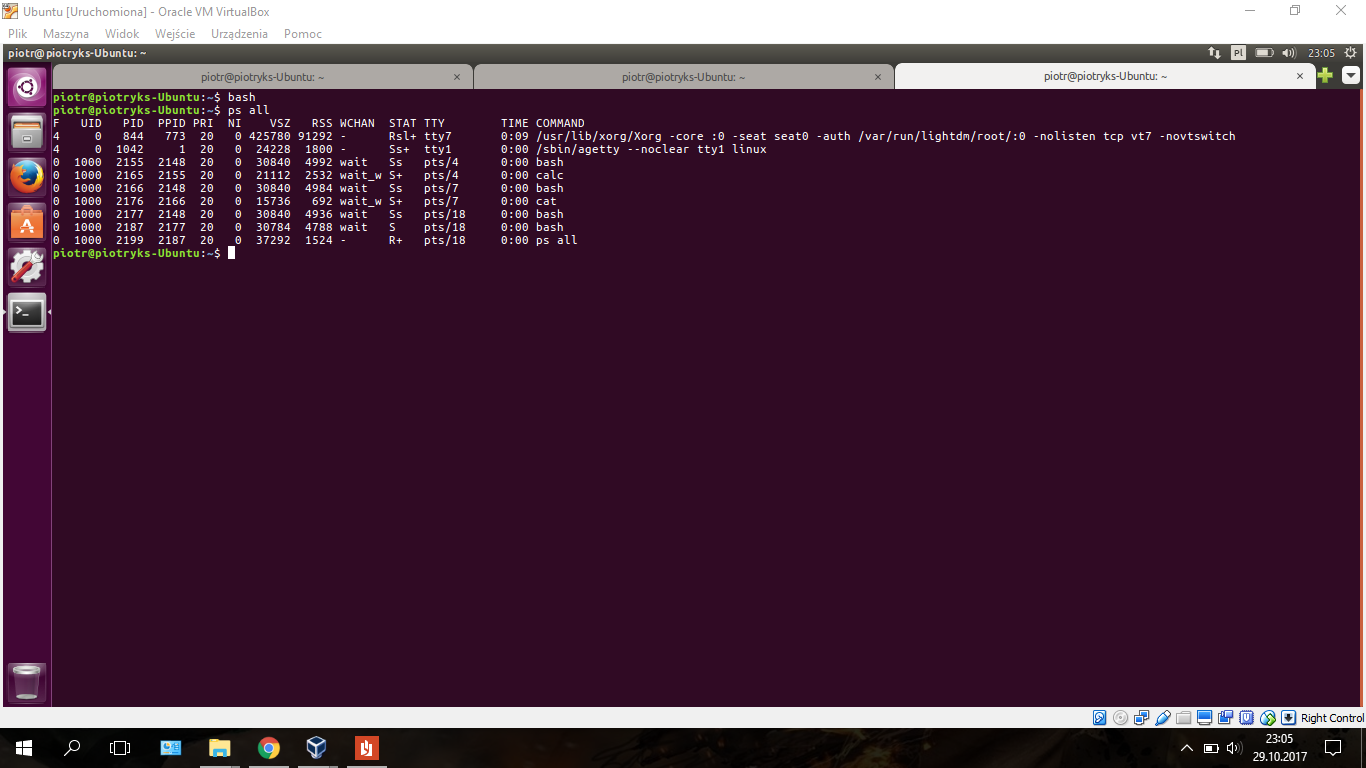 Ubuntu [Uruchomiona] - Oracle VM VirtualBox
Plik Maszyna Widok Wejście Urządzenia Pomoc
piotr@piotryks-Ubuntu: ~ Pl 23:05
piotr@piotryks-Ubuntu: ~ × piotr@piotryks-Ubuntu: ~ × piotr@piotryks-Ubuntu: ~ ×
piotr@piotryks-Ubuntu:~$ bash
piotr@piotryks-Ubuntu:~$ ps all
F   UID   PID  PPID PRI  NI    VSZ   RSS WCHAN  STAT TTY        TIME COMMAND
4     0   844   773  20   0 425780 91292 -      Rsl+ tty7       0:09 /usr/lib/xorg/Xorg -core :0 -seat seat0 -auth /var/run/lightdm/root/:0 -nolisten tcp vt7 -novtswitch
4     0  1042     1  20   0  24228  1800 -      Ss+  tty1       0:00 /sbin/agetty --noclear tty1 linux
0  1000  2155  2148  20   0  30840  4992 wait   Ss   pts/4      0:00 bash
0  1000  2165  2155  20   0  21112  2532 wait_w S+   pts/4      0:00 calc
0  1000  2166  2148  20   0  30840  4984 wait   Ss   pts/7      0:00 bash
0  1000  2176  2166  20   0  15736   692 wait_w S+   pts/7      0:00 cat
0  1000  2177  2148  20   0  30840  4936 wait   Ss   pts/18     0:00 bash
0  1000  2187  2177  20   0  30784  4788 wait   S    pts/18     0:00 bash
0  1000  2199  2187  20   0  37292  1524 -      R+   pts/18     0:00 ps all
piotr@piotryks-Ubuntu:~$
Right Control
23:05
29.10.2017